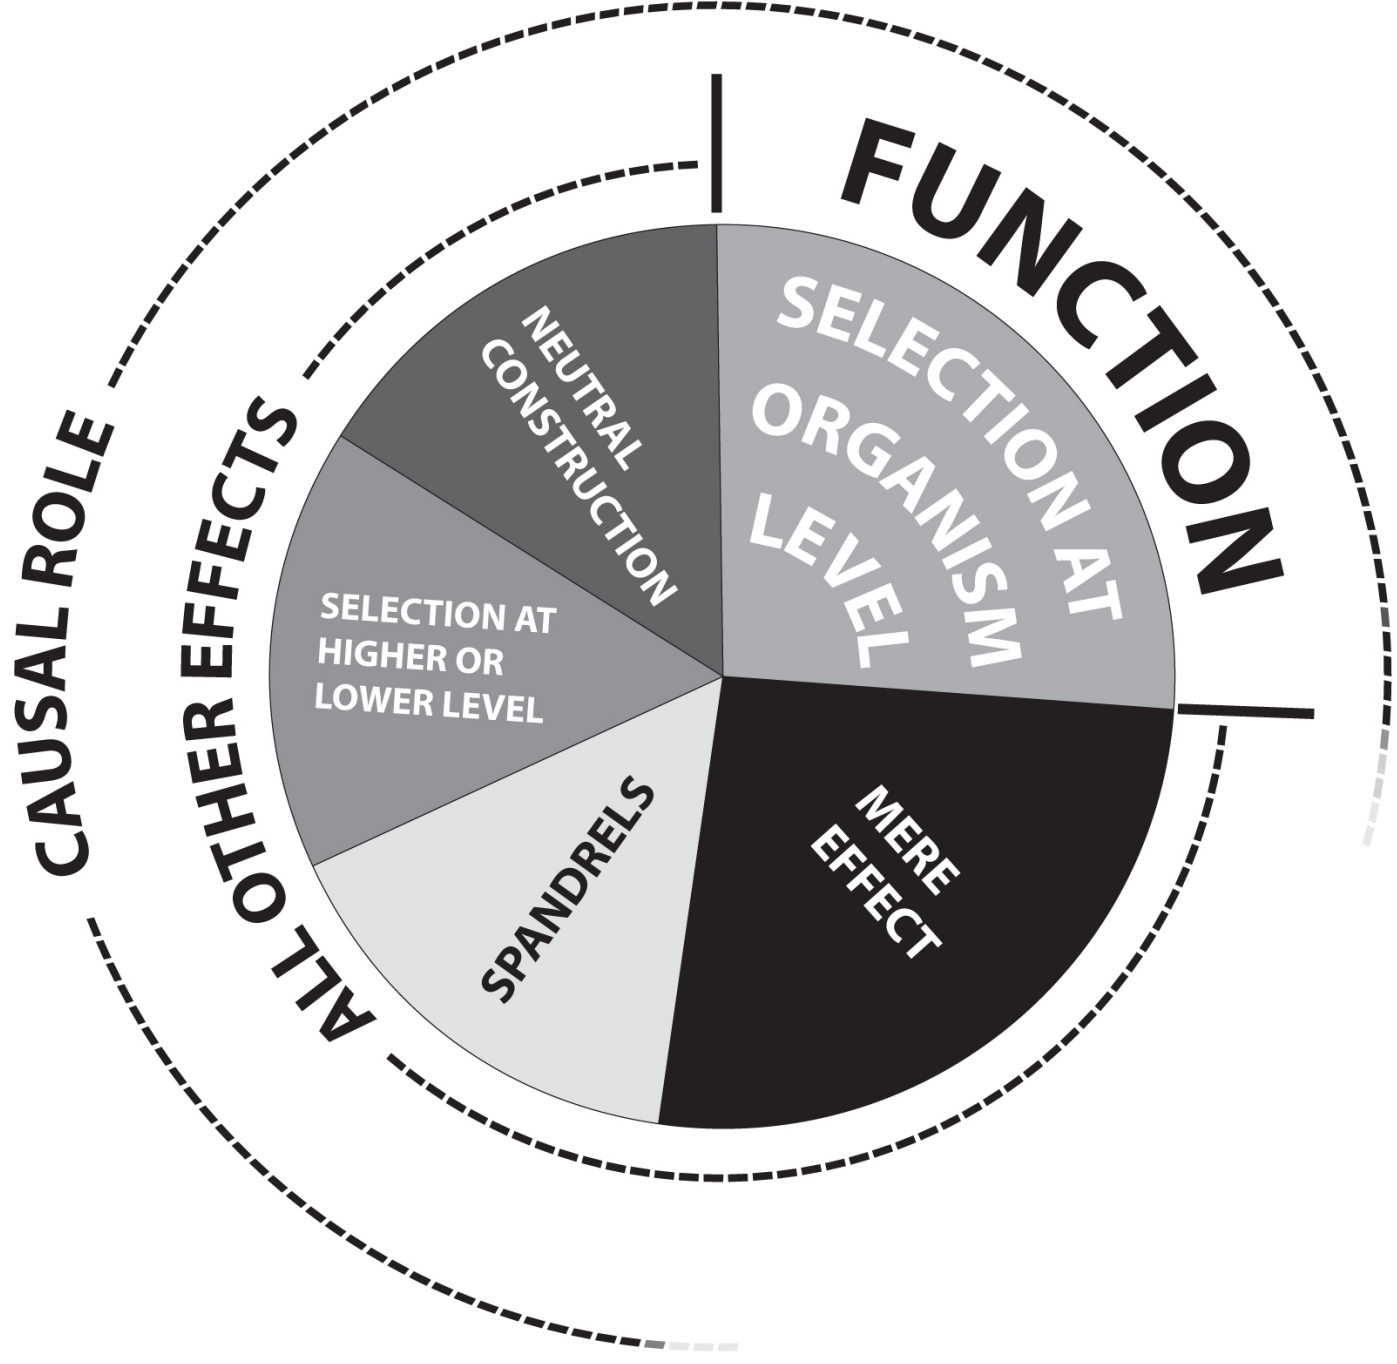 FUNCTION
SELECTION AT
ORGANISM
LEVEL
NEUTRAL
CONSTRUCTION
SELECTION AT
HIGHER OR
LOWER LEVEL
SPANDRELS
MERE
EFFECT
ALL OTHER EFFECTS
CAUSAL ROLE